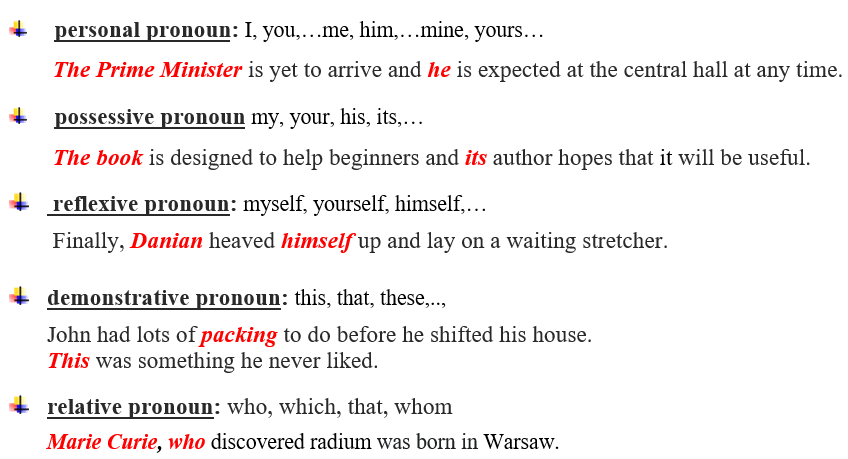 personal pronoun: I, you,…me, him,…mine, yours…
The Prime Minister is yet to arrive and he is expected at the central hall at any time.
possessive pronoun my, your, his, its,…
The book is designed to help beginners and its author hopes that it will be useful.
reflexive pronoun: myself, yourself, himself,…
Finally, Danian heaved himself up and lay on a waiting stretcher.
demonstrative pronoun: this, that, these,..,
John had lots of packing to do before he shifted his house.
This was something he never liked.
relative pronoun: who, which, that, whom
Marie Curie, who discovered radium was born in Warsaw.